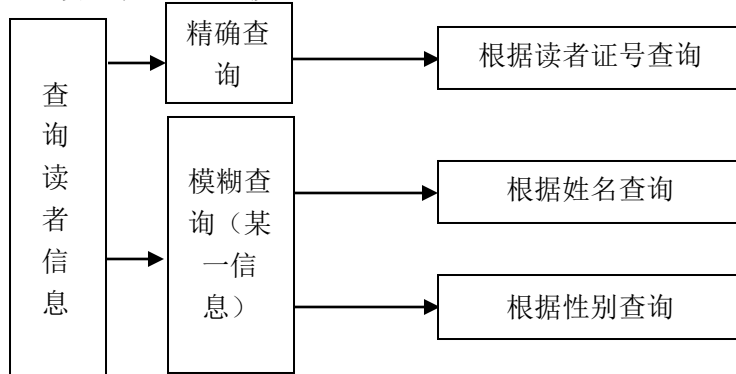 查
询
读
者
信
息
精确查
询
根据读者证号查询
模糊查
询（某
一信
息）
根据姓名查询
根据性别查询